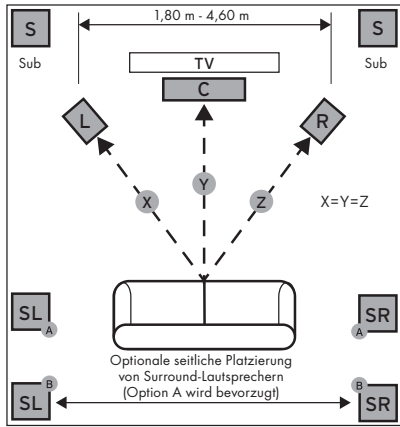 S
1,80 m - 4,60 m
S
Sub
TV
Sub
C
L
R
Y
X
Z
X=Y=Z
SL
A
SR
A
Optionale seitliche Platzierung
von Surround-Lautsprechern
(Option A wird bevorzugt)
B
SL
B
SR